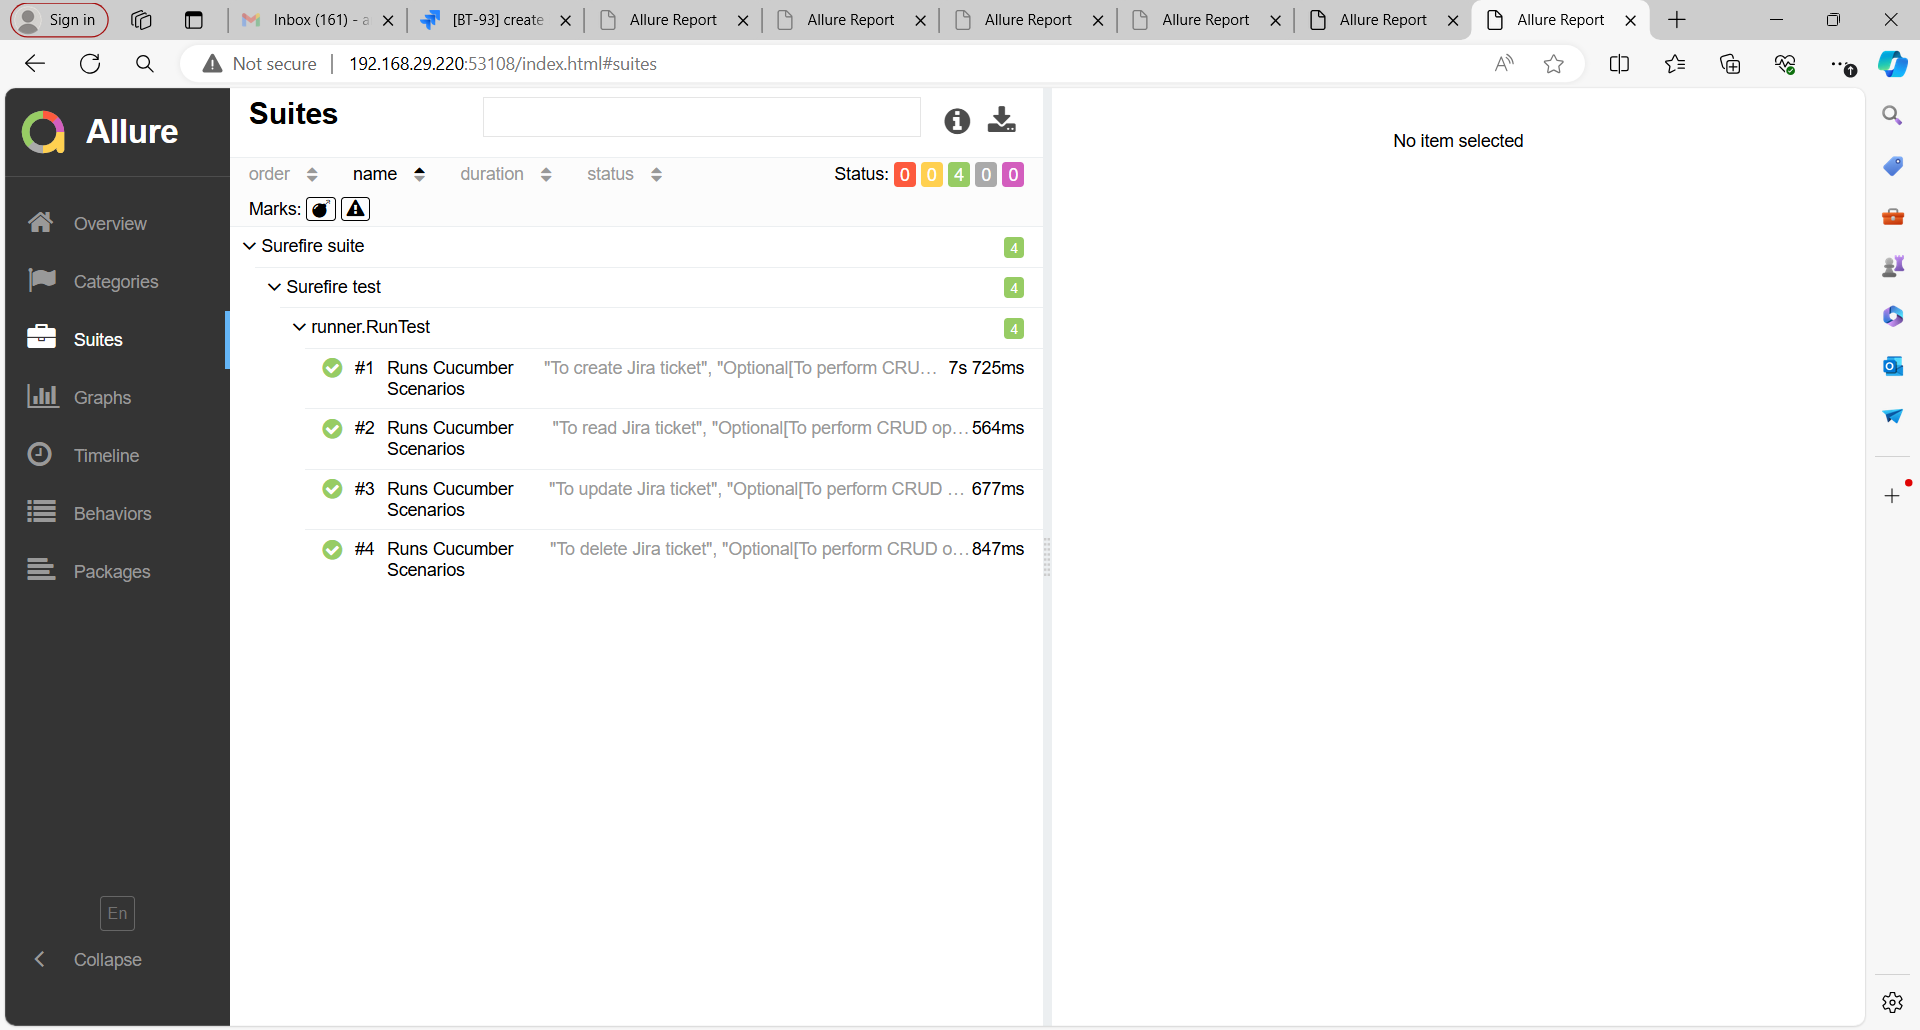 Sign in
Inbox (161) - a
[BT-93] create
Allure Report
Allure Report
Allure Report
Allure Report
Allure Report
Allure Report
Not secure
192.168.29.220:53108/index.html#suites
Allure
Overview
Categories
Suites
Graphs
Timeline
Behaviors
Packages
En
Collapse
Suites
order name duration status Status: 0 0 4 0 0
Marks:
Surefire suite 4
Surefire test 4
runner.RunTest 4
#1 Runs Cucumber "To create Jira ticket", "Optional[To perform CRU... 7s 725ms
Scenarios
#2 Runs Cucumber "To read Jira ticket", "Optional[To perform CRUD op... 564ms
Scenarios
#3 Runs Cucumber "To update Jira ticket", "Optional[To perform CRUD ... 677ms
Scenarios
#4 Runs Cucumber "To delete Jira ticket", "Optional[To perform CRUD o... 847ms
Scenarios
No item selected